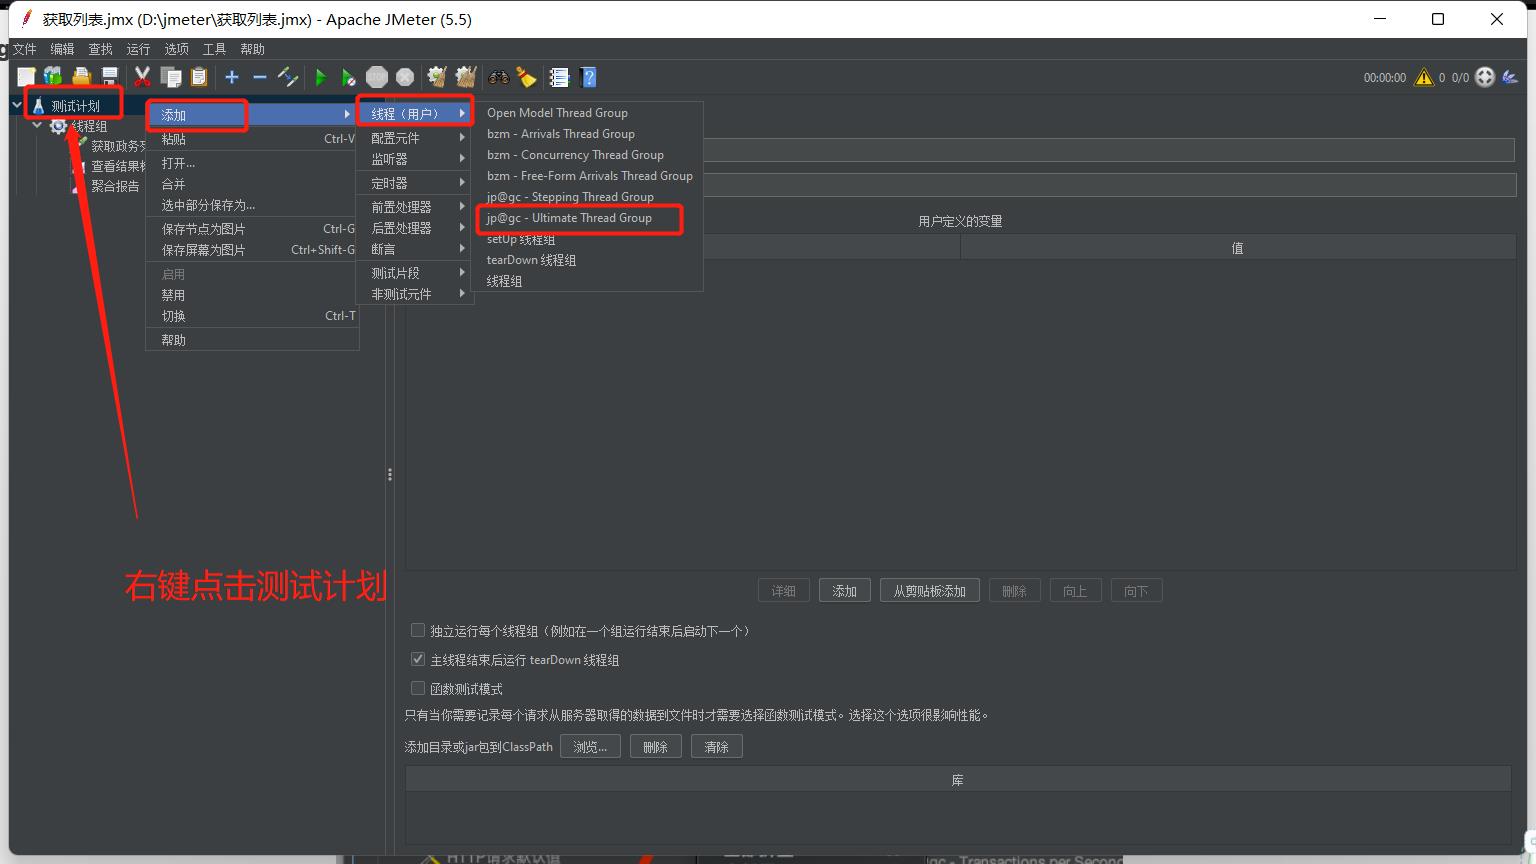 获取列表.jmx (D:\jmeter\获取列表.jmx) - Apache JMeter (5.5)
文件 编辑 查找 运行 选项 工具 帮助
00:00:00 0 0/0
测试计划
线程组
获取政务
查看结果
聚合报告
添加
粘贴 Ctrl-V
打开...
合并
选中部分保存为...
保存节点为图片 Ctrl-G
保存屏幕为图片 Ctrl+Shift-G
启用
禁用
切换 Ctrl-T
帮助
线程（用户）
配置元件
监听器
定时器
前置处理器
后置处理器
断言
测试片段
非测试元件
Open Model Thread Group
bzm - Arrivals Thread Group
bzm - Concurrency Thread Group
bzm - Free-Form Arrivals Thread Group
jp@gc - Stepping Thread Group
jp@gc - Ultimate Thread Group
setUp 线程组
tearDown 线程组
线程组
用户定义的变量
值
右键点击测试计划
详细 添加 从剪贴板添加 删除 向上 向下
独立运行每个线程组（例如在一个组运行结束后启动下一个）
主线程结束后运行 tearDown 线程组
函数测试模式
只有当你需要记录每个请求从服务器取得的数据到文件时才需要选择函数测试模式。选择这个选项很影响性能。
添加目录或jar包到ClassPath 浏览... 删除 清除
库
HTTP请求默认值
gc - Transactions per Second